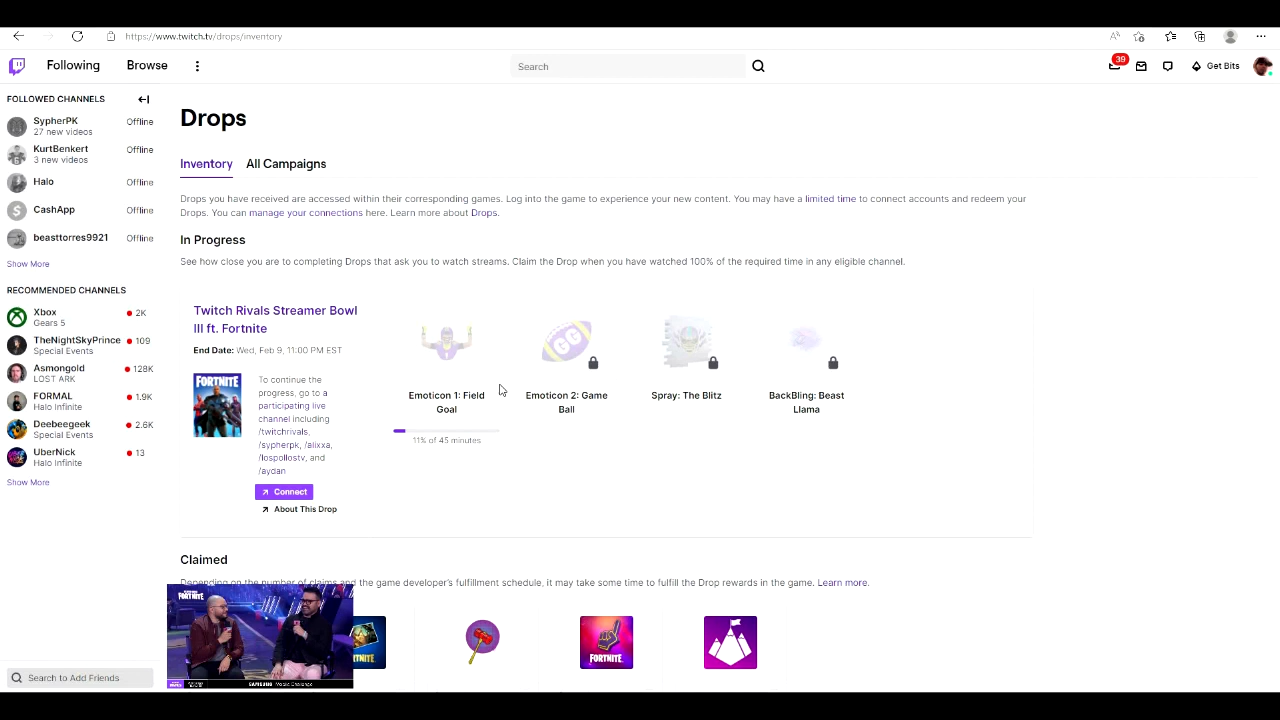 https://www.twitch.tv/drops/inventory
Following
Browse
Search
39
Get Bits
FOLLOWED CHANNELS
SypherPK
27 new videos
Offline
KurtBenkert
3 new videos
Offline
Halo
Offline
CashApp
Offline
beasttorres9921
Offline
Show More
RECOMMENDED CHANNELS
Xbox
Gears 5
2K
TheNightSkyPrince
Special Events
109
Asmongold
LOST ARK
128K
FORMAL
Halo Infinite
1.9K
Deebeegeek
Special Events
2.6K
UberNick
Halo Infinite
13
Show More
Search to Add Friends
Drops
Inventory
All Campaigns
Drops you have received are accessed within their corresponding games. Log into the game to experience your new content. You may have a limited time to connect accounts and redeem your
Drops. You can manage your connections here. Learn more about Drops.
In Progress
See how close you are to completing Drops that ask you to watch streams. Claim the Drop when you have watched 100% of the required time in any eligible channel.
Twitch Rivals Streamer Bowl
III ft. Fortnite
End Date: Wed, Feb 9, 11:00 PM EST
FORTNITE
To continue the
progress, go to a
participating live
channel including
/twitchrivals,
/sypherpk, /alixxa,
/lospollostv, and
/aydan
Connect
About This Drop
Emoticon 1: Field
Goal
11% of 45 minutes
GG
Emoticon 2: Game
Ball
Spray: The Blitz
BackBling: Beast
Llama
Claimed
Depending on the number of claims and the game developer's fulfillment schedule, it may take some time to fulfill the Drop rewards in the game. Learn more.
FORTNITE
SAMSUNG Mobile Challenge
FORTNITE